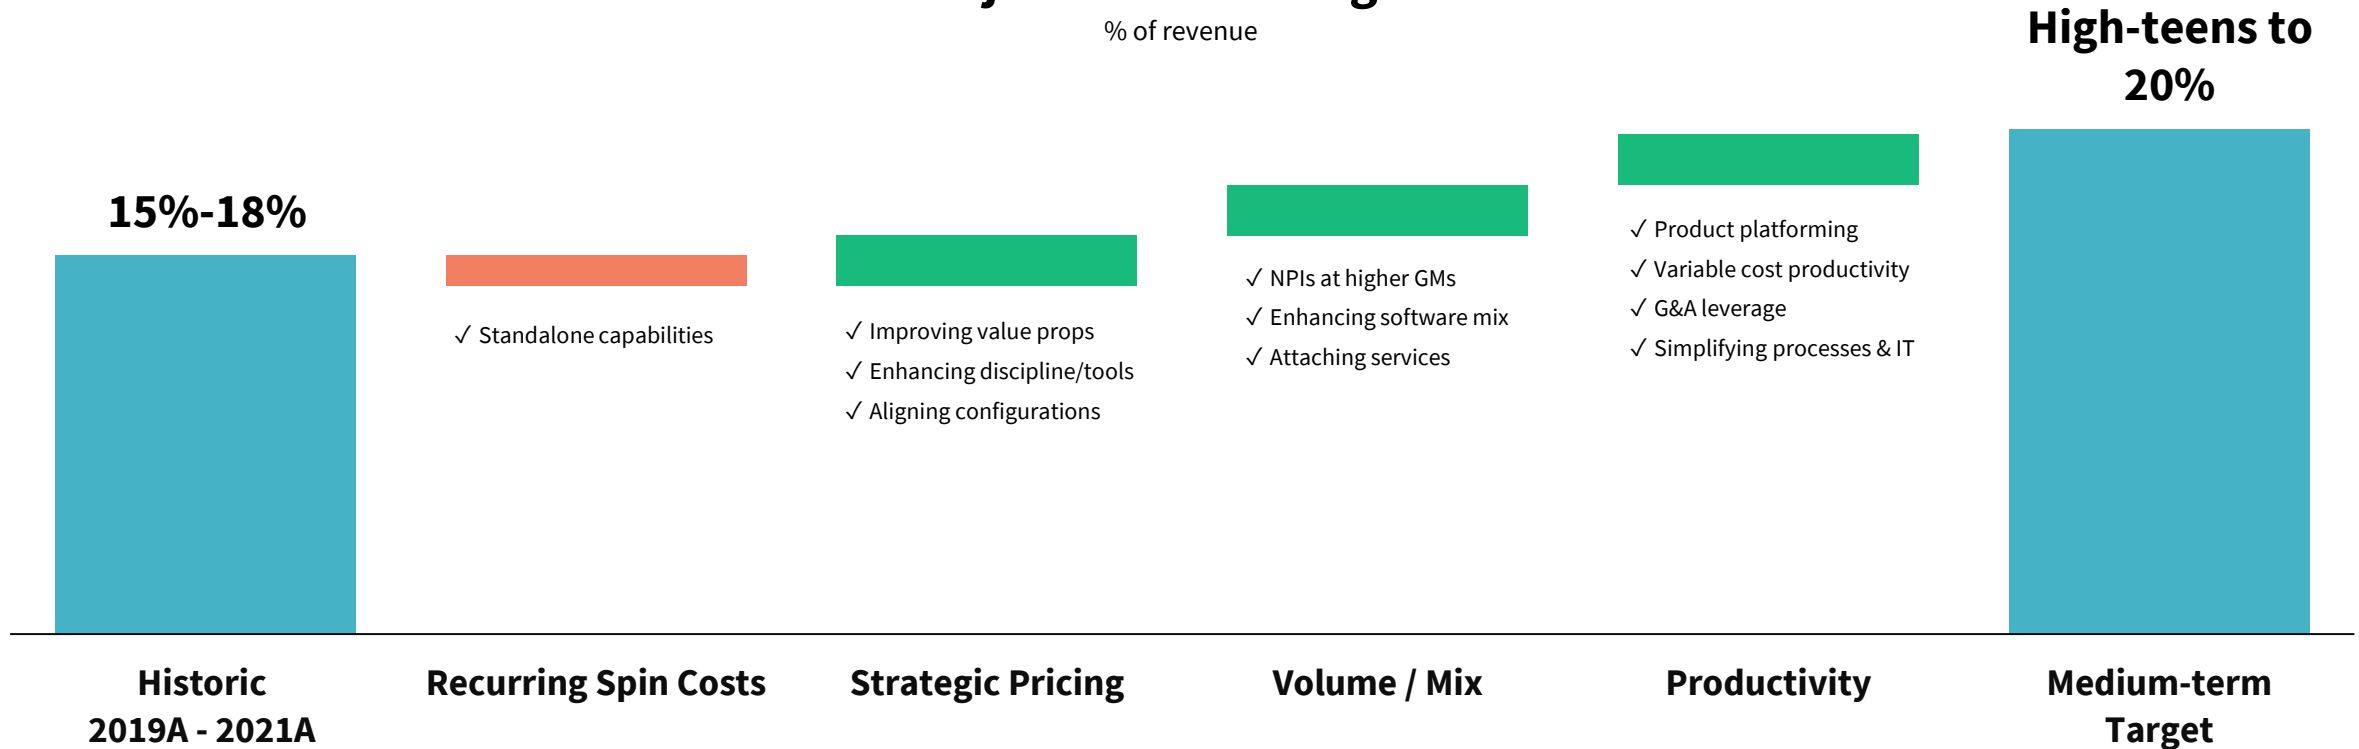 % of revenue
High-teens to
20%
15%-18%
✓ Standalone capabilities
✓ Improving value props
✓ Enhancing discipline/tools
✓ Aligning configurations
✓ NPIs at higher GMs
✓ Enhancing software mix
✓ Attaching services
✓ Product platforming
✓ Variable cost productivity
✓ G&A leverage
✓ Simplifying processes & IT
Historic
2019A - 2021A
Recurring Spin Costs
Strategic Pricing
Volume / Mix
Productivity
Medium-term
Target